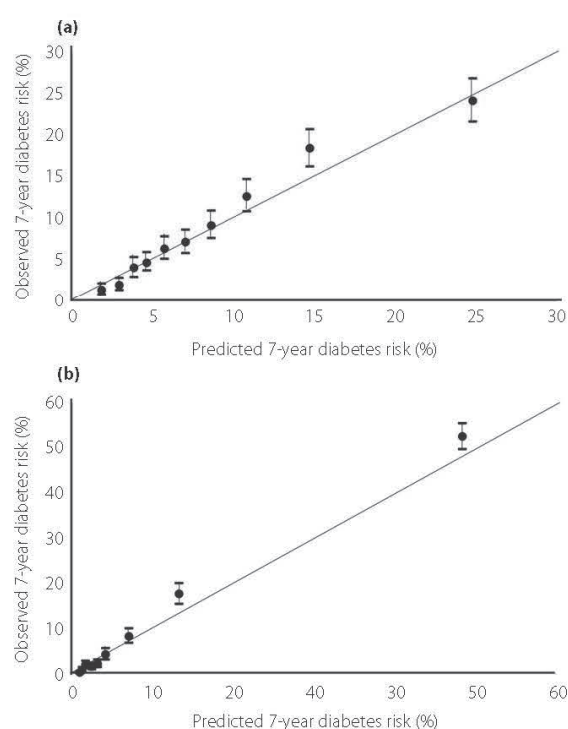 (a)
30
25
20
15
10
5
0
Observed 7-year diabetes risk (%)
0 5 10 15 20 25 30
Predicted 7-year diabetes risk (%)
(b)
60
50
40
30
20
10
0
Observed 7-year diabetes risk (%)
0 10 20 40 30 50 60
Predicted 7-year diabetes risk (%)